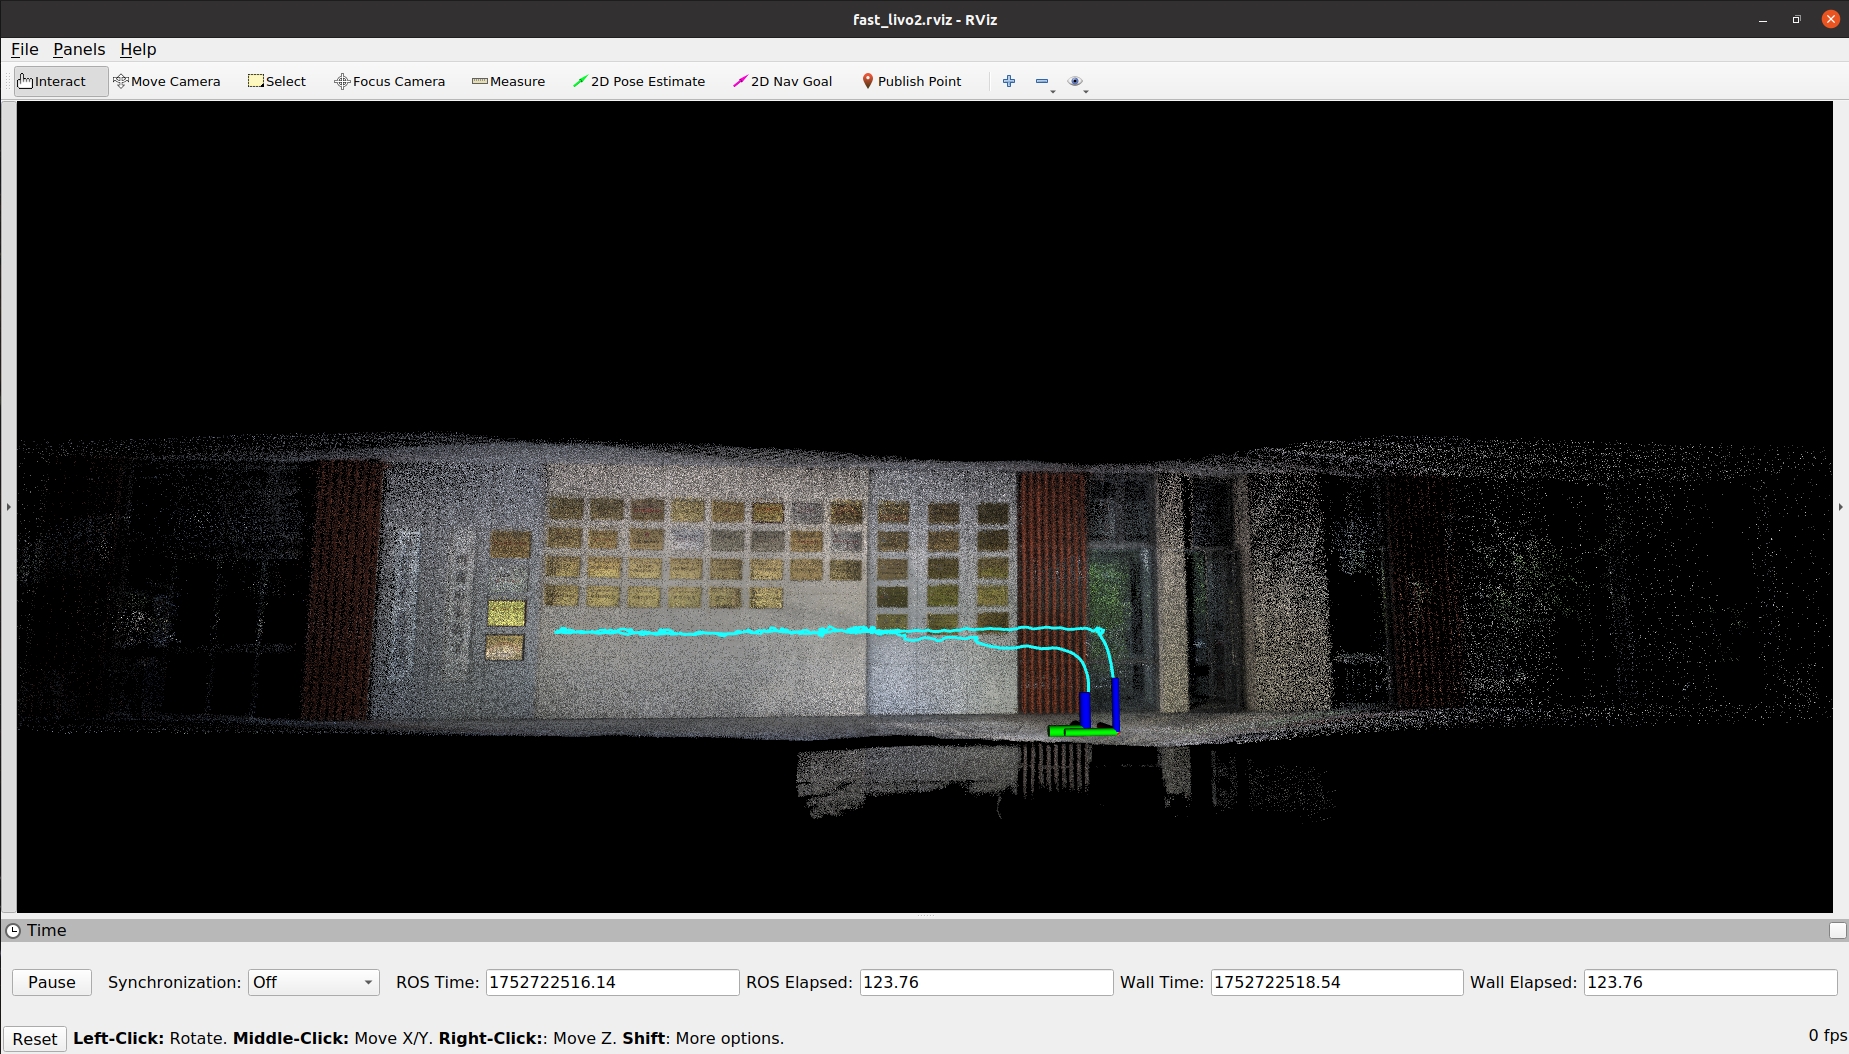 fast_livo2.rviz - RViz
File Panels Help
Interact Move Camera Select Focus Camera Measure 2D Pose Estimate 2D Nav Goal Publish Point
Time
Pause Synchronization: Off ROS Time: 1752722516.14 ROS Elapsed: 123.76 Wall Time: 1752722518.54 Wall Elapsed: 123.76
Reset Left-Click: Rotate. Middle-Click: Move X/Y. Right-Click:: Move Z. Shift: More options. 0 fps